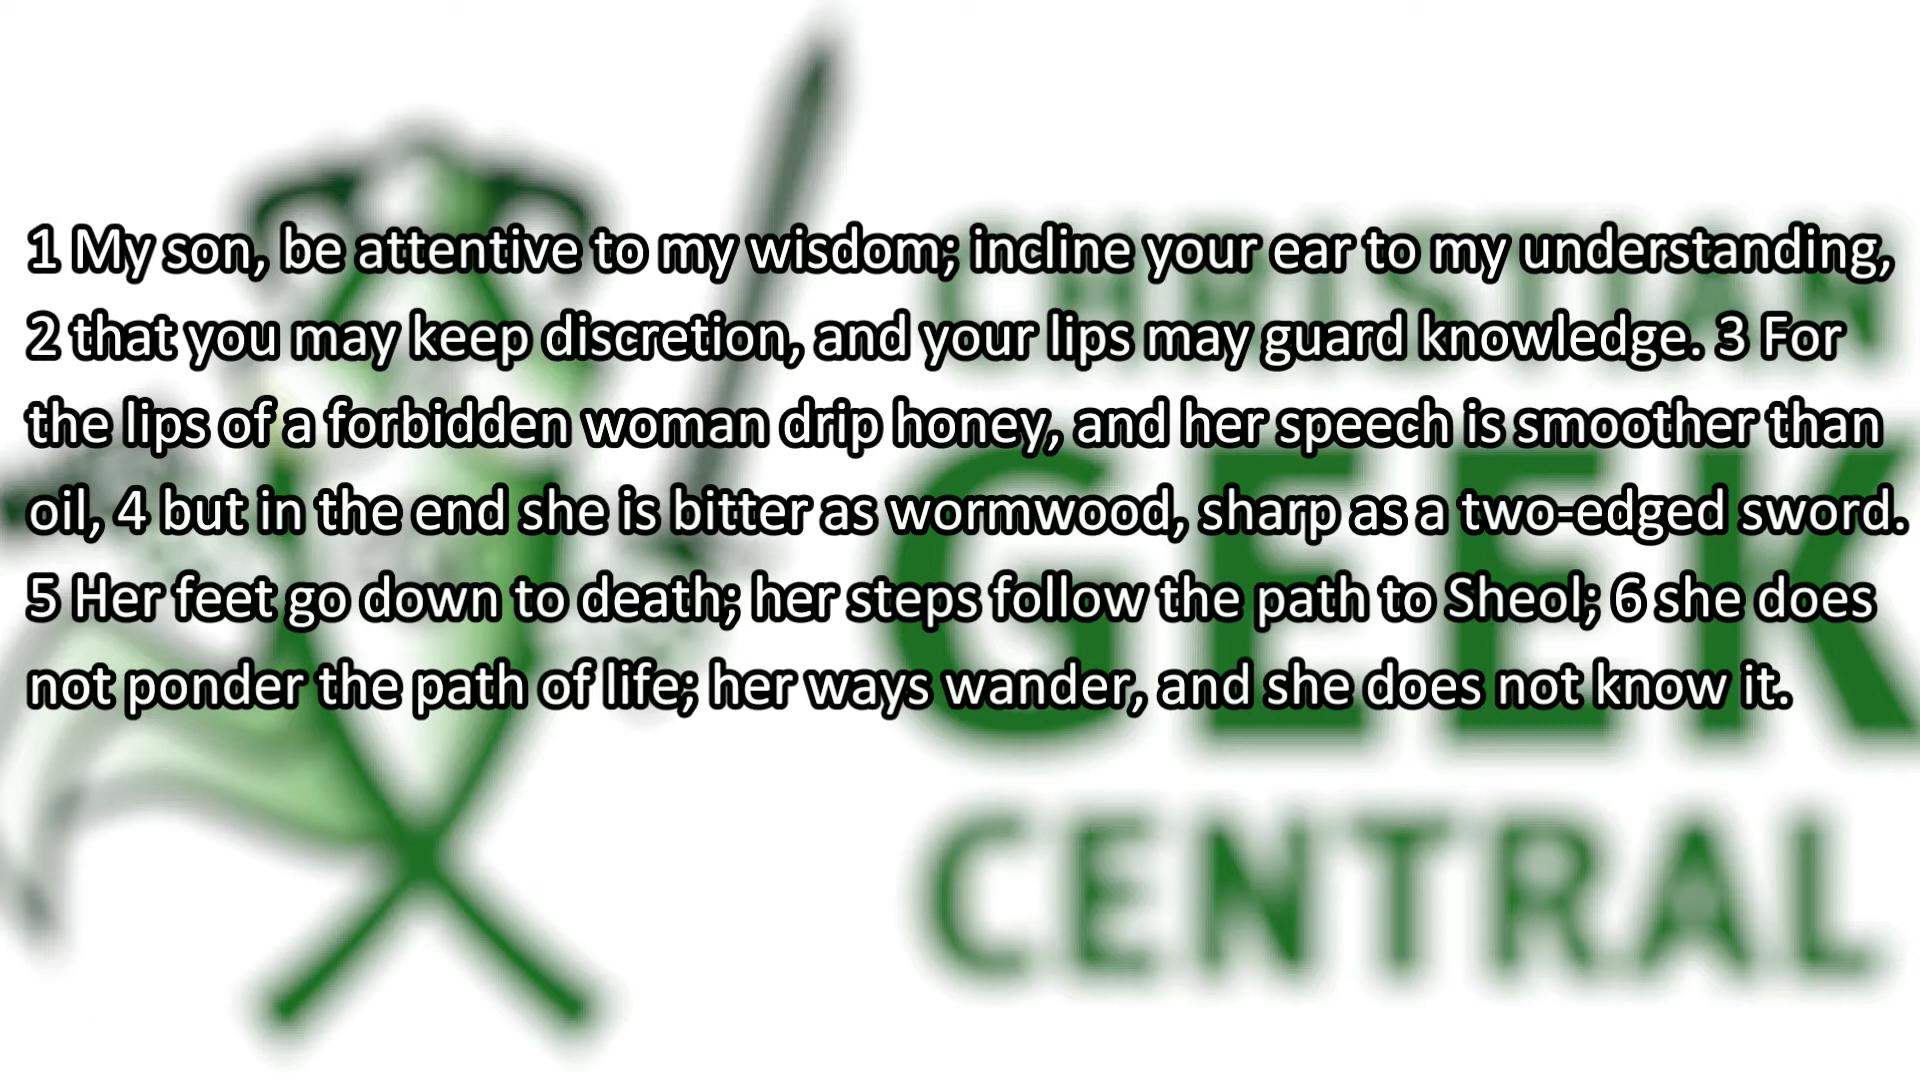 1 My son, be attentive to my wisdom; incline your ear to my understanding,
2 that you may keep discretion, and your lips may guard knowledge. 3 For
the lips of a forbidden woman drip honey, and her speech is smoother than
oil, 4 but in the end she is bitter as wormwood, sharp as a two-edged sword.
5 Her feet go down to death; her steps follow the path to Sheol; 6 she does
not ponder the path of life; her ways wander, and she does not know it.
CHRISTIAN
GEEK
CENTRAL